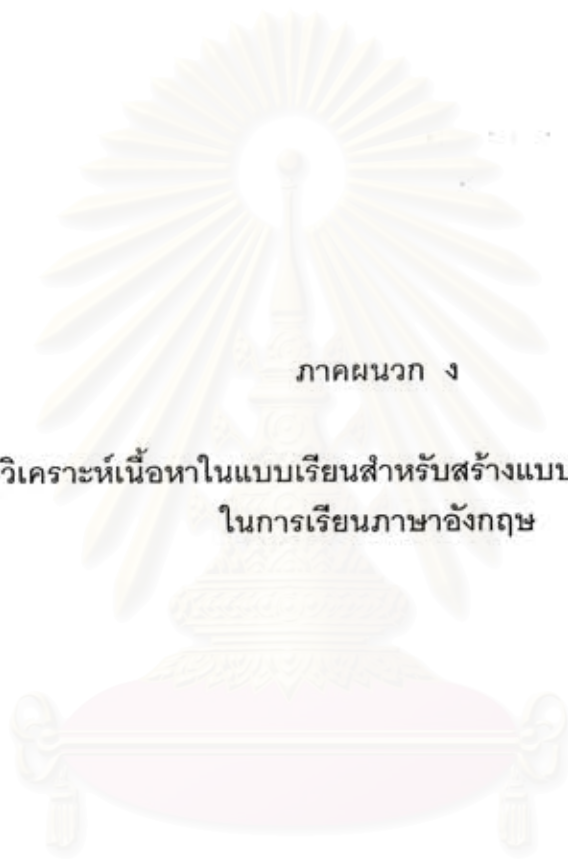 ภาคผนวก ง
วิเคราะห์เนื้อหาในแบบเรียนสำหรับสร้างแบบ
ในการเรียนภาษาอังกฤษ